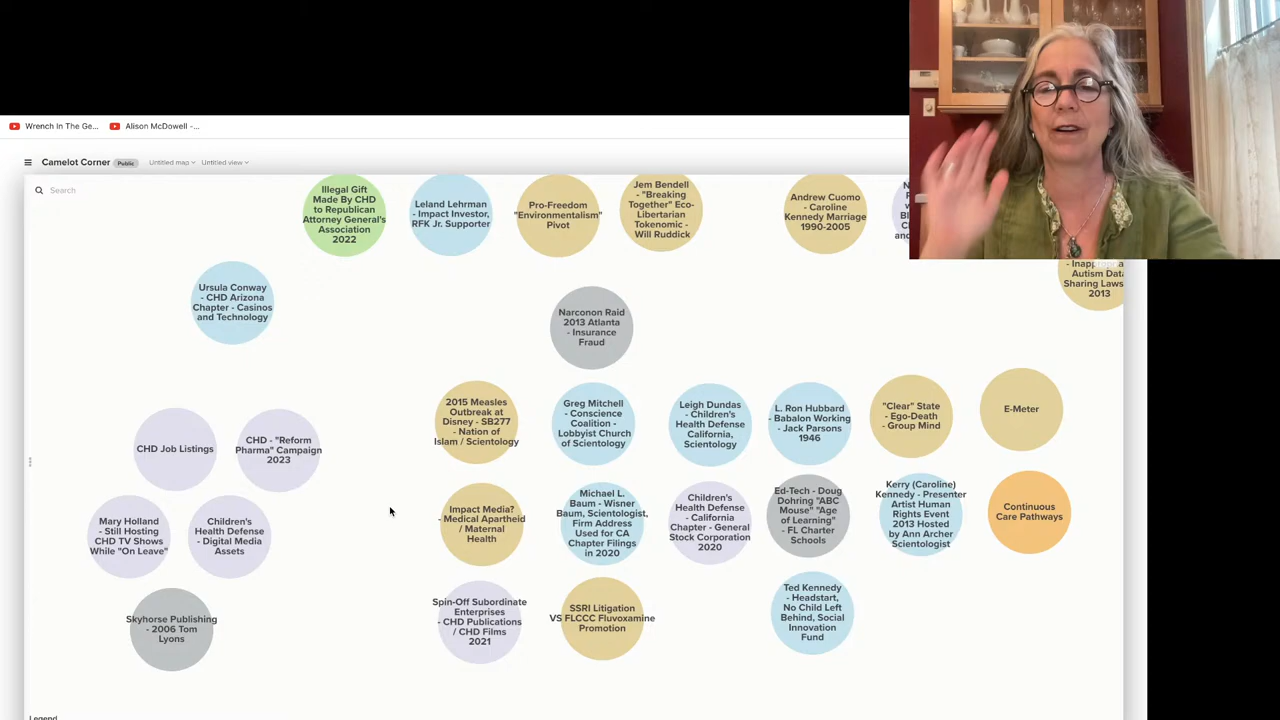 Wrench In The Ge...
Alison McDowell -...
Camelot Corner
Public
Untitled map
Untitled view
Search
Illegal Gift
Made By CHD
to Republican
Attorney General's
Association
2022
Leland Lehrman
- Impact Investor,
RFK Jr. Supporter
Pro-Freedom
"Environmentalism"
Pivot
Jem Bendell
- "Breaking
Together" Eco-
Libertarian
Tokenomic -
Will Ruddick
Andrew Cuomo
- Caroline
Kennedy Marriage
1990-2005
Autism Data
Sharing Laws
2013
Ursula Conway
- CHD Arizona
Chapter - Casinos
and Technology
Narconon Raid
2013 Atlanta
- Insurance
Fraud
CHD Job Listings
CHD - "Reform
Pharma" Campaign
2023
2015 Measles
Outbreak at
Disney - SB277
- Nation of
Islam / Scientology
Greg Mitchell
- Conscience
Coalition -
Lobbyist Church
of Scientology
Leigh Dundas
- Children's
Health Defense
California,
Scientology
L. Ron Hubbard
- Babalon Working
- Jack Parsons
1946
"Clear" State
- Ego-Death
- Group Mind
E-Meter
Mary Holland
- Still Hosting
CHD TV Shows
While "On Leave"
Children's
Health Defense
- Digital Media
Assets
Impact Media?
- Medical Apartheid
/ Maternal
Health
Michael L.
Baum - Wisner
Baum, Scientologist,
Firm Address
Used for CA
Chapter Filings
in 2020
Children's
Health Defense
- California
Chapter - General
Stock Corporation
2020
Ed-Tech - Doug
Dohring "ABC
Mouse" "Age
of Learning"
- FL Charter
Schools
Kerry (Caroline)
Kennedy - Presenter
Artist Human
Rights Event
2013 Hosted
by Ann Archer
Scientologist
Continuous
Care Pathways
Skyhorse Publishing
- 2006 Tom
Lyons
Spin-Off Subordinate
Enterprises
- CHD Publications
/ CHD Films
2021
SSRI Litigation
VS FLCCC Fluvoxamine
Promotion
Ted Kennedy
- Headstart,
No Child Left
Behind, Social
Innovation
Fund
Legend